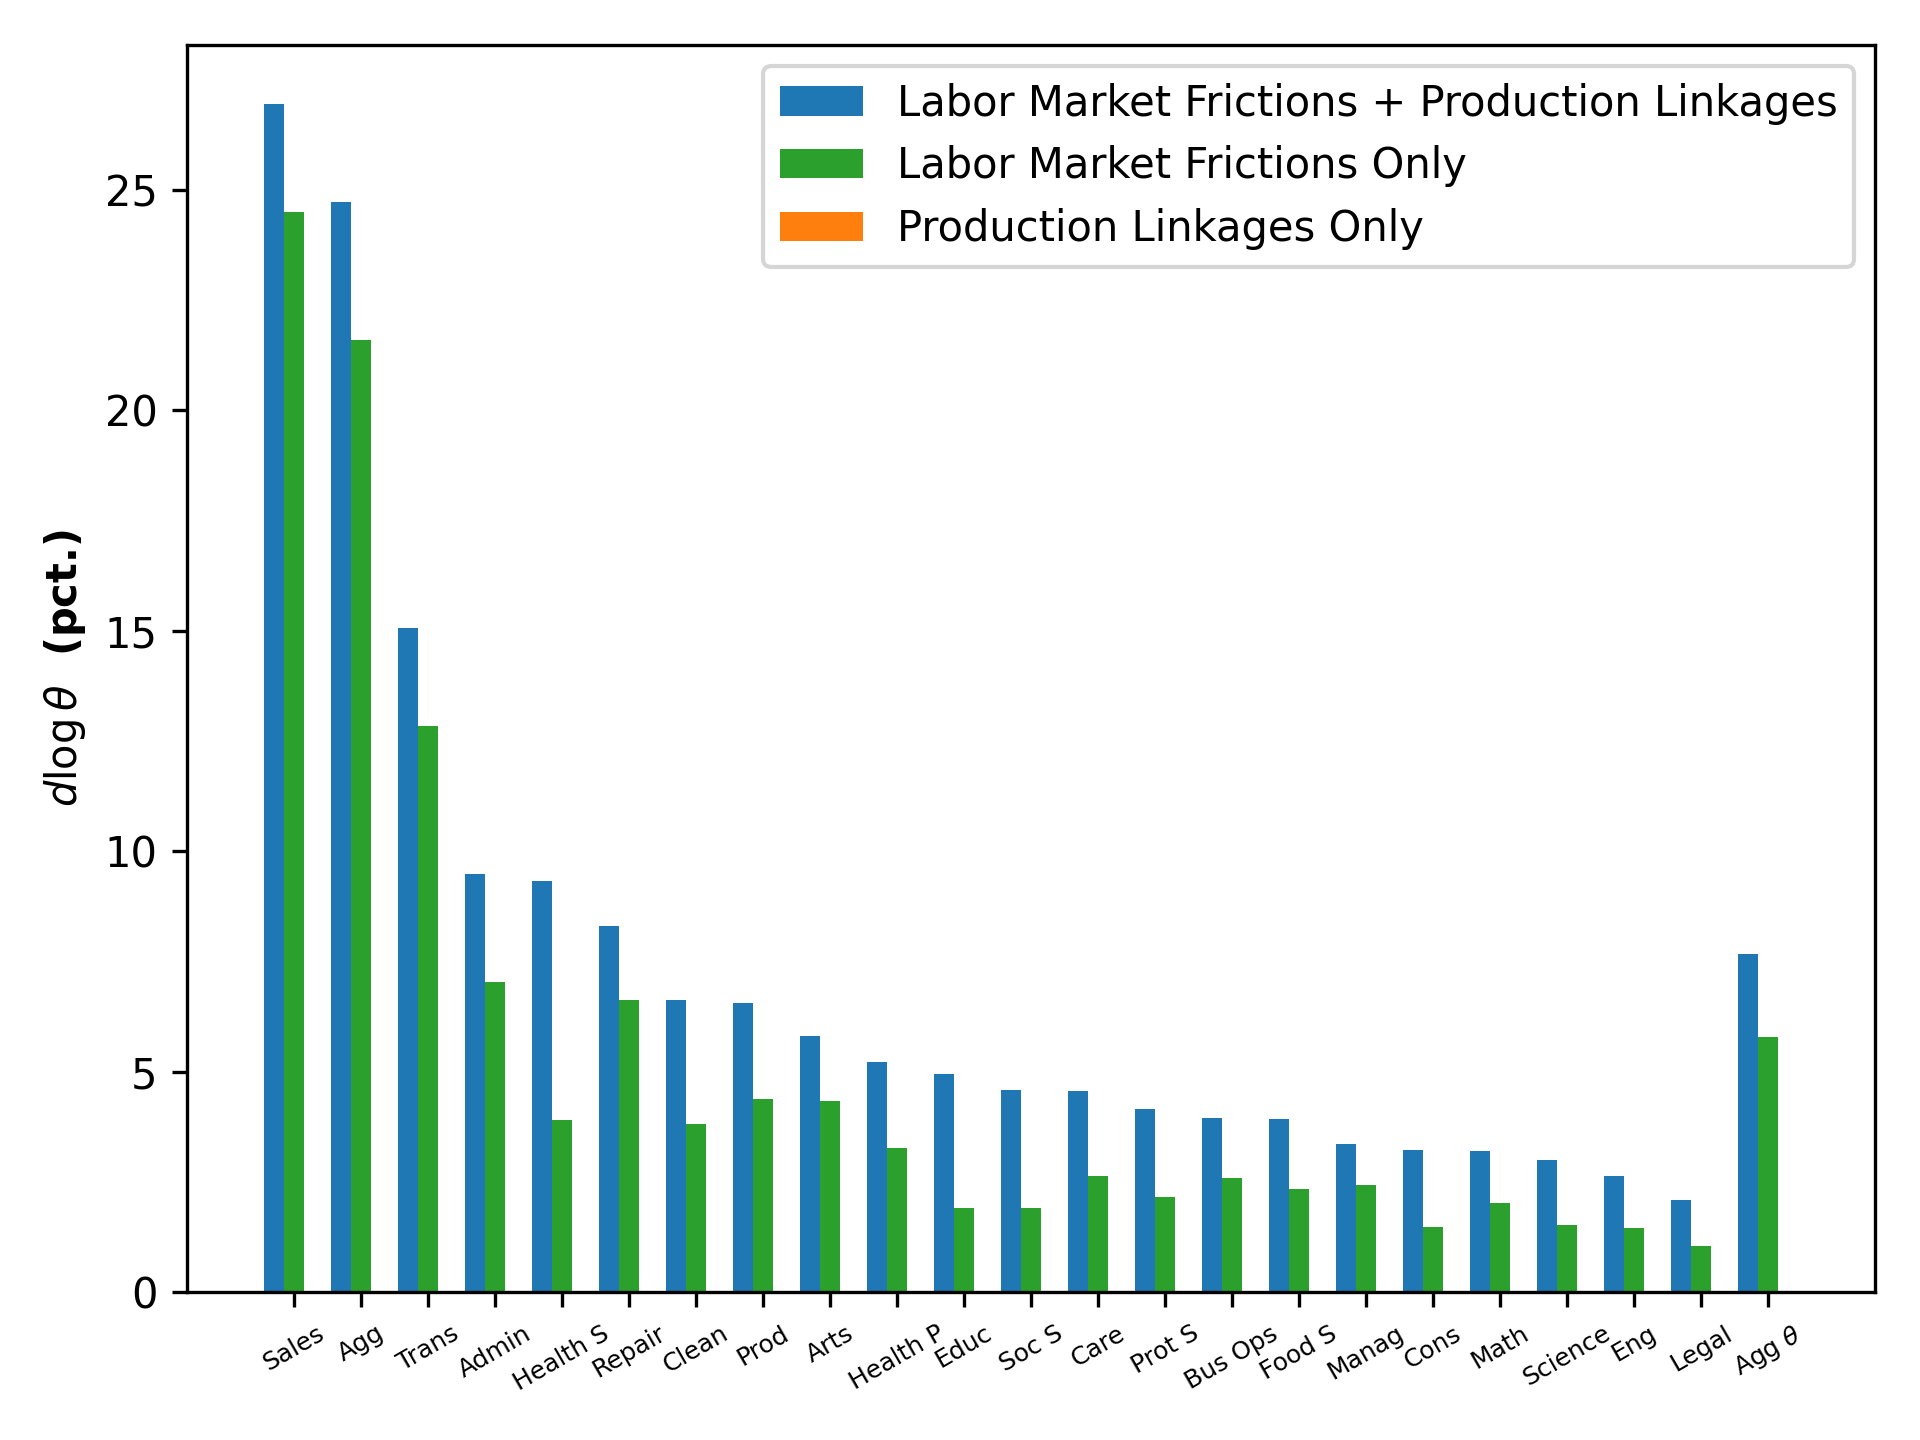 Labor Market Frictions + Production Linkages
Labor Market Frictions Only
Production Linkages Only
d log θ (pct.)
25
20
15
10
5
0
Sales
Agg
Trans
Admin
Health S
Repair
Clean
Prod
Arts
Health P
Educ
Soc S
Care
Prot S
Bus Ops
Food S
Manag
Cons
Math
Science
Eng
Legal
Agg θ